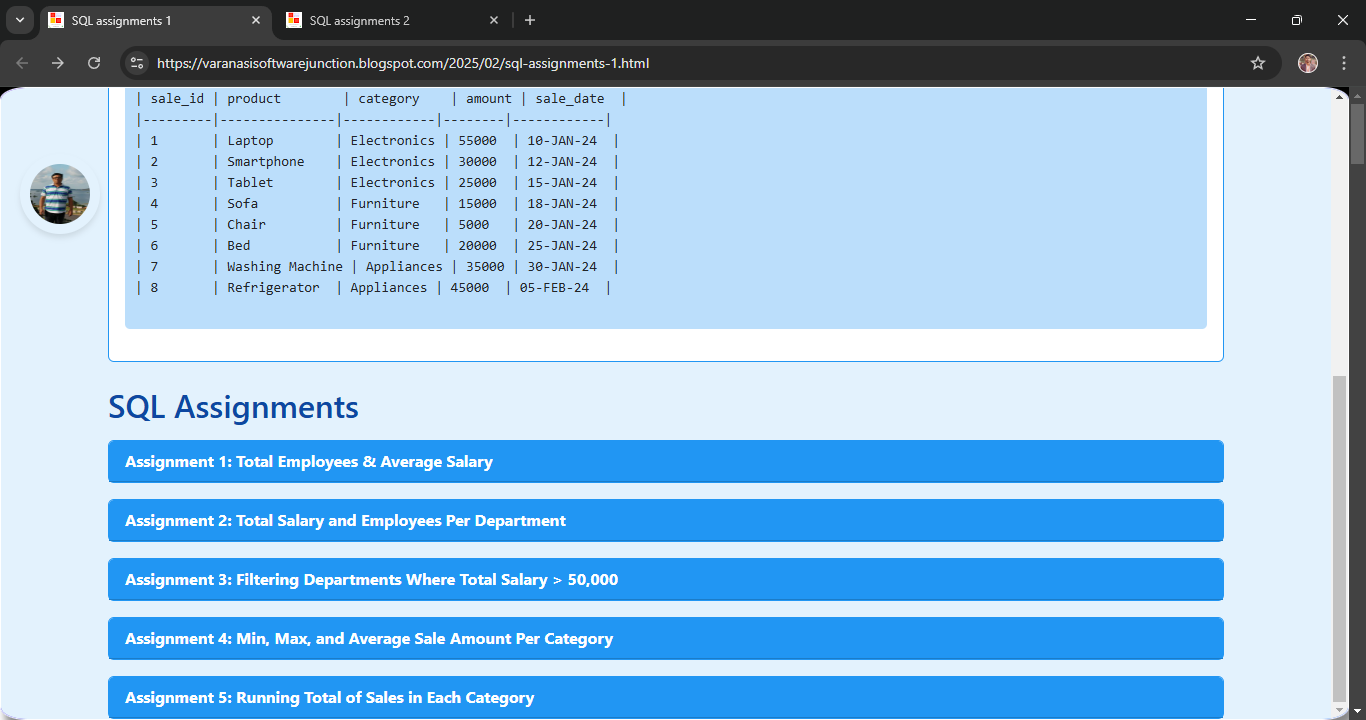 SQL assignments 1
SQL assignments 2
https://varanasisoftwarejunction.blogspot.com/2025/02/sql-assignments-1.html
| sale_id | product        | category    | amount | sale_date  |
|---------|---------------|------------|--------|------------|
| 1       | Laptop        | Electronics | 55000  | 10-JAN-24  |
| 2       | Smartphone    | Electronics | 30000  | 12-JAN-24  |
| 3       | Tablet        | Electronics | 25000  | 15-JAN-24  |
| 4       | Sofa          | Furniture   | 15000  | 18-JAN-24  |
| 5       | Chair         | Furniture   | 5000   | 20-JAN-24  |
| 6       | Bed           | Furniture   | 20000  | 25-JAN-24  |
| 7       | Washing Machine | Appliances | 35000 | 30-JAN-24  |
| 8       | Refrigerator  | Appliances | 45000  | 05-FEB-24  |
SQL Assignments
Assignment 1: Total Employees & Average Salary
Assignment 2: Total Salary and Employees Per Department
Assignment 3: Filtering Departments Where Total Salary > 50,000
Assignment 4: Min, Max, and Average Sale Amount Per Category
Assignment 5: Running Total of Sales in Each Category